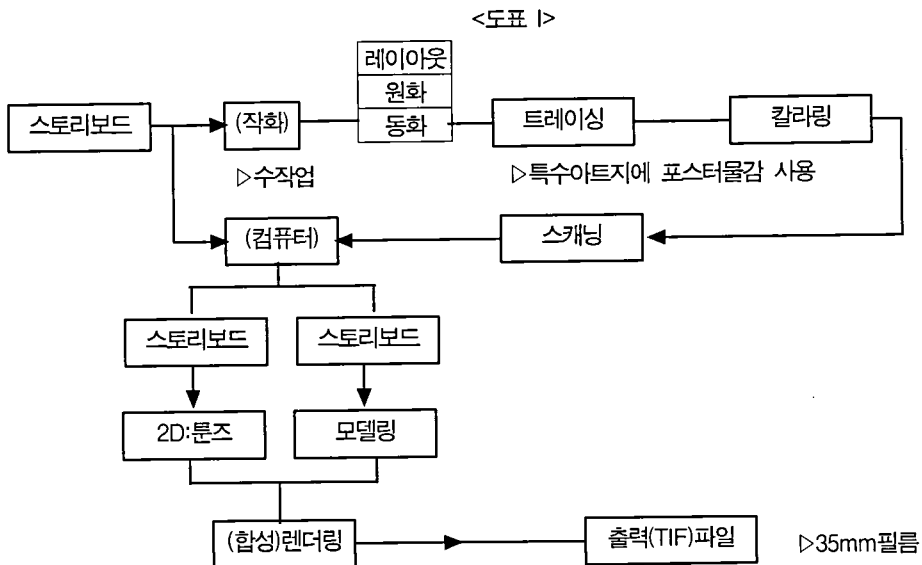 <도표 I>
레이아웃
원화
동화
스토리보드
(작화)
트레이싱
칼라링
▷수작업
▷특수아트지에 포스터물감 사용
(컴퓨터)
스캐닝
스토리보드
스토리보드
2D:툰즈
모델링
(합성)렌더링
출력(TIF)파일
▷35mm필름